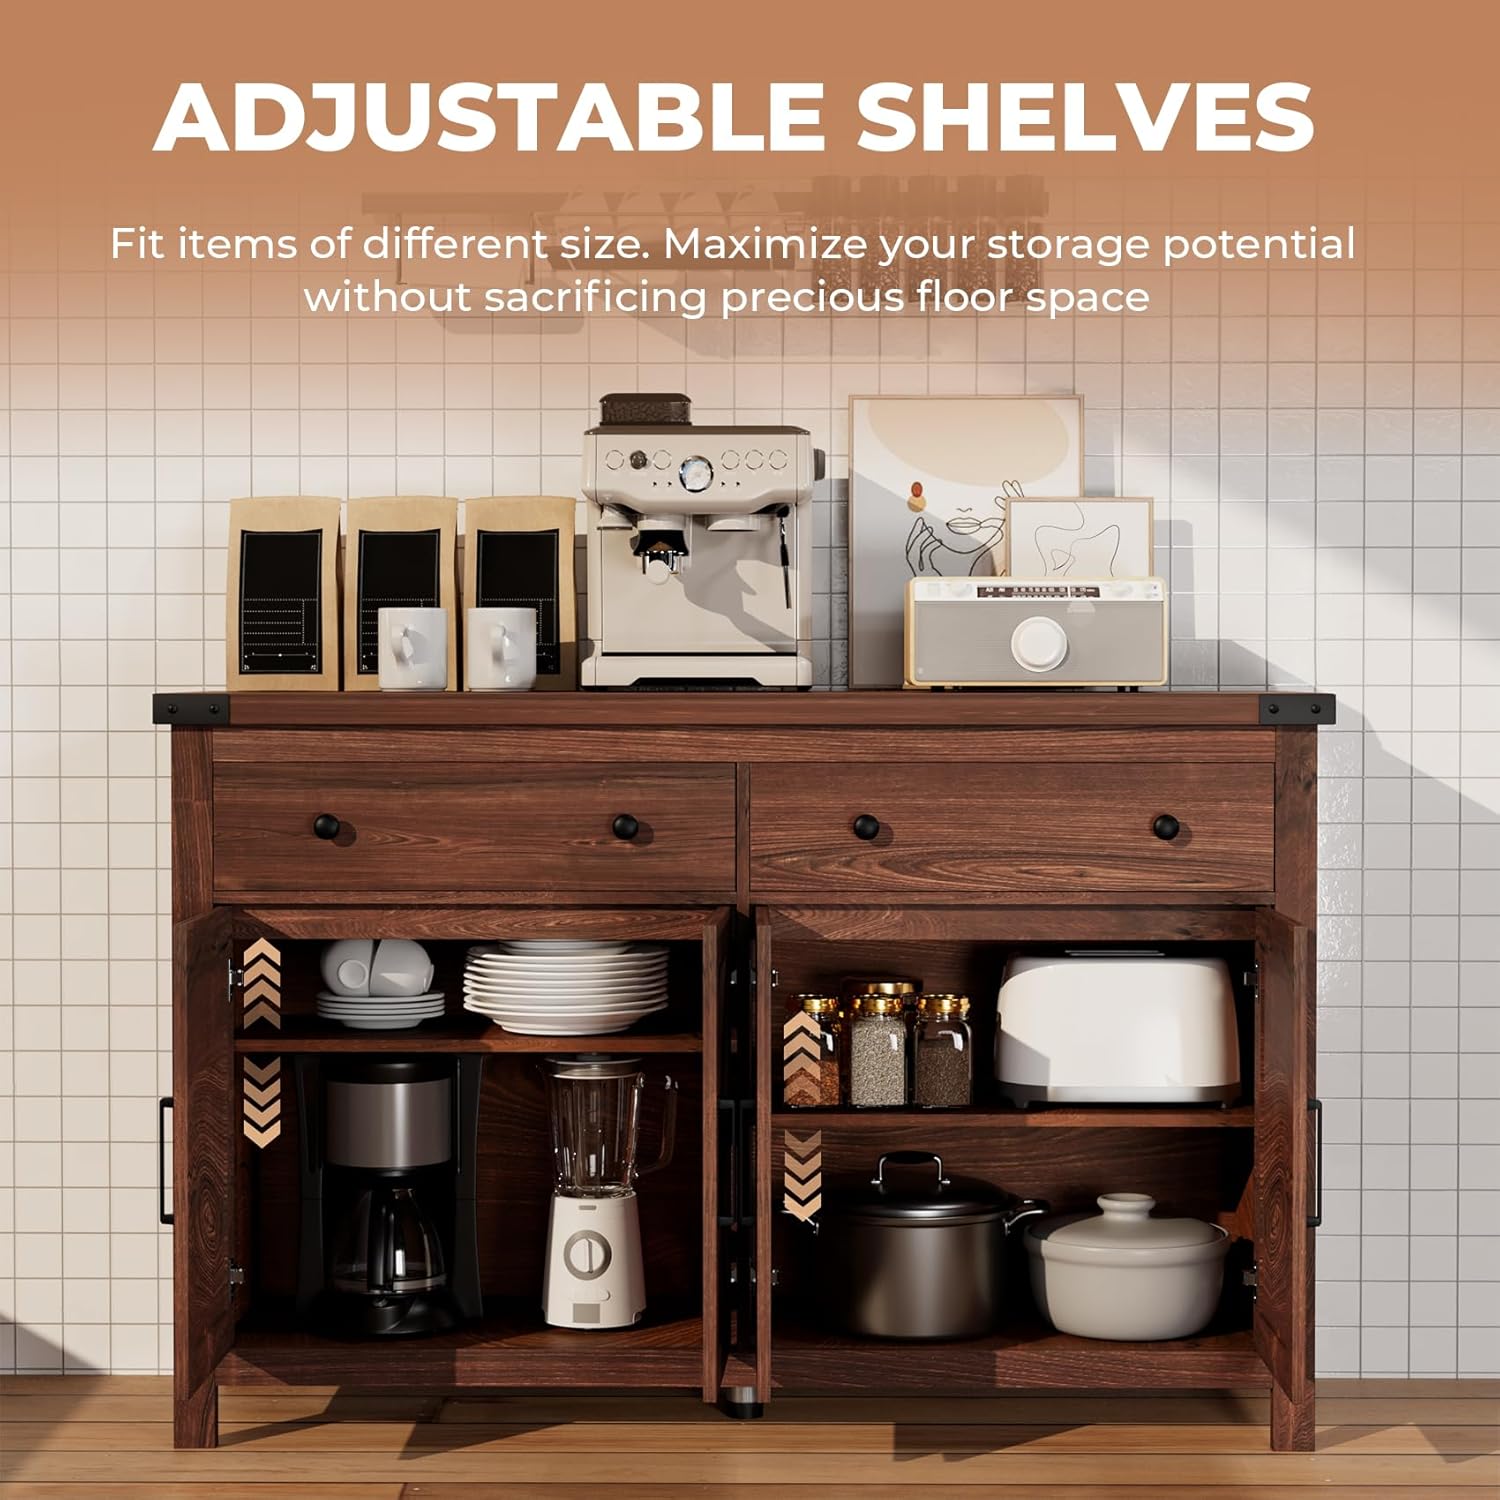 ADJUSTABLE SHELVES
Fit items of different size. Maximize your storage potential
without sacrificing precious floor space